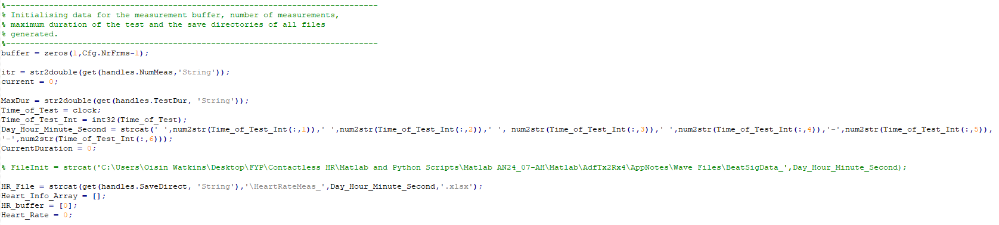 %------------------------------------------------------------------------------
% Initialising data for the measurement buffer, number of measurements,
% maximum duration of the test and the save directories of all files
% generated.
%------------------------------------------------------------------------------
buffer = zeros(1,Cfg.NrFrms-1);
itr = str2double(get(handles.NumMeas,'String'));
current = 0;
MaxDur = str2double(get(handles.TestDur, 'String'));
Time_of_Test = clock;
Time_of_Test_Int = int32(Time_of_Test);
Day_Hour_Minute_Second = strcat(' ',num2str(Time_of_Test_Int(:,1)),' ',num2str(Time_of_Test_Int(:,2)),' ', num2str(Time_of_Test_Int(:,3)),' ',num2str(Time_of_Test_Int(:,4)),'-',num2str(Time_of_Test_Int(:,5)),
'-',num2str(Time_of_Test_Int(:,6)));
CurrentDuration = 0;
% FileInit = strcat('C:\Users\Oisin Watkins\Desktop\FYP\Contactless HR\Matlab and Python Scripts\Matlab AN24_07-AH\Matlab\AdfTx2Rx4\AppNotes\Wave Files\BeatSigData_',Day_Hour_Minute_Second);
HR_File = strcat(get(handles.SaveDirect, 'String'),'\HeartRateMeas_',Day_Hour_Minute_Second,'.xlsx');
Heart_Info_Array = [];
HR_buffer = [0];
Heart_Rate = 0;